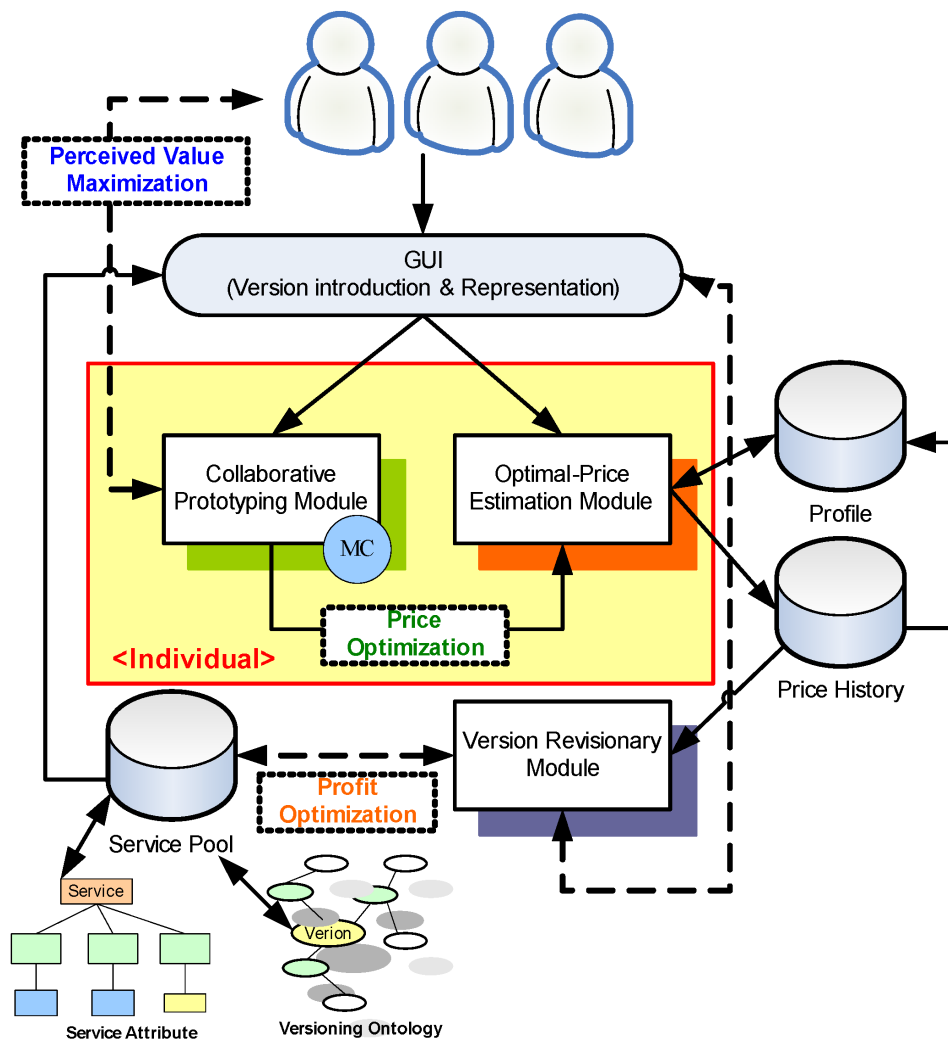 Perceived Value
Maximization
GUI
(Version introduction & Representation)
Collaborative
Prototyping Module
MC
Optimal-Price
Estimation Module
Profile
Price
Optimization
<Individual>
Price History
Version Revisionary
Module
Profit
Optimization
Service Pool
Service
Verion
Service Attribute
Versioning Ontology